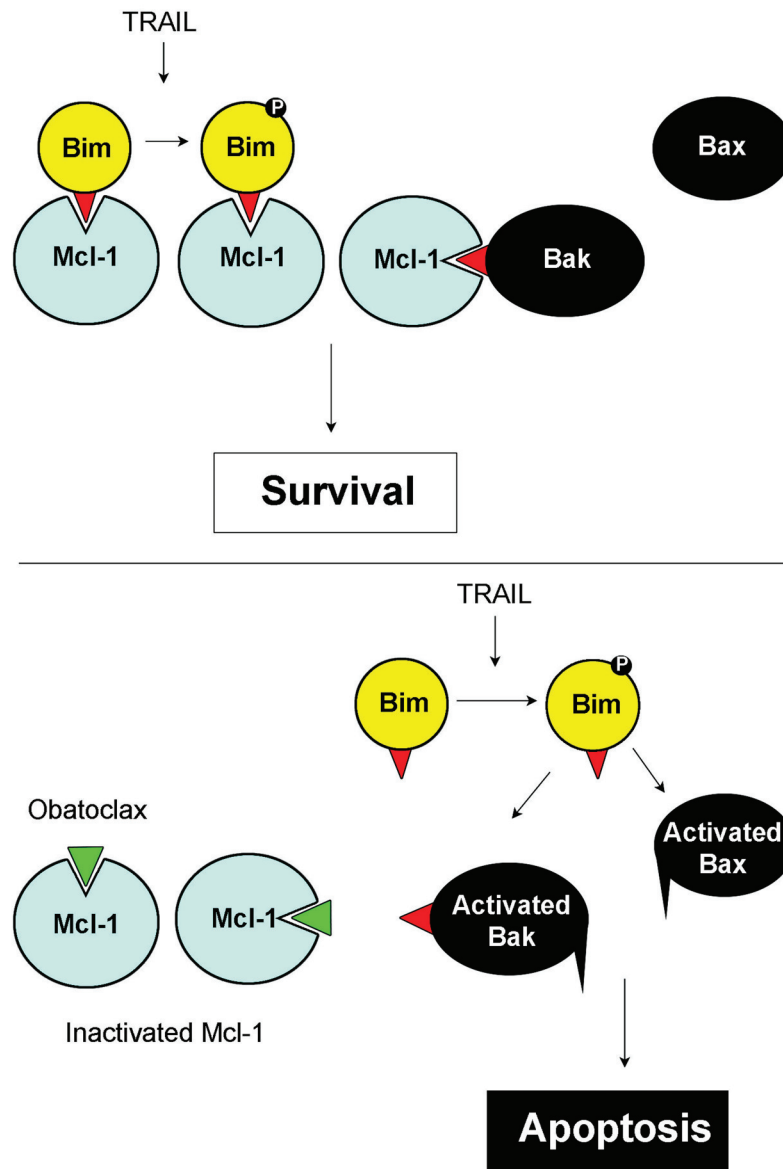 TRAIL
P
Bim
Bim
Bax
Mcl-1
Mcl-1
Mcl-1
Bak
Survival
TRAIL
P
Bim
Bim
Obatoclax
Activated
Bax
Mcl-1
Mcl-1
Activated
Bak
Inactivated Mcl-1
Apoptosis